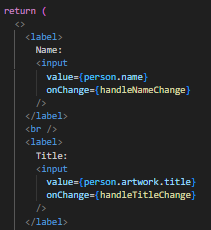 return (
<>
<label>
Name:
<input
value={person.name}
onChange={handleNameChange}
/>
</label>
<br />
<label>
Title:
<input
value={person.artwork.title}
onChange={handleTitleChange}
/>
</label>